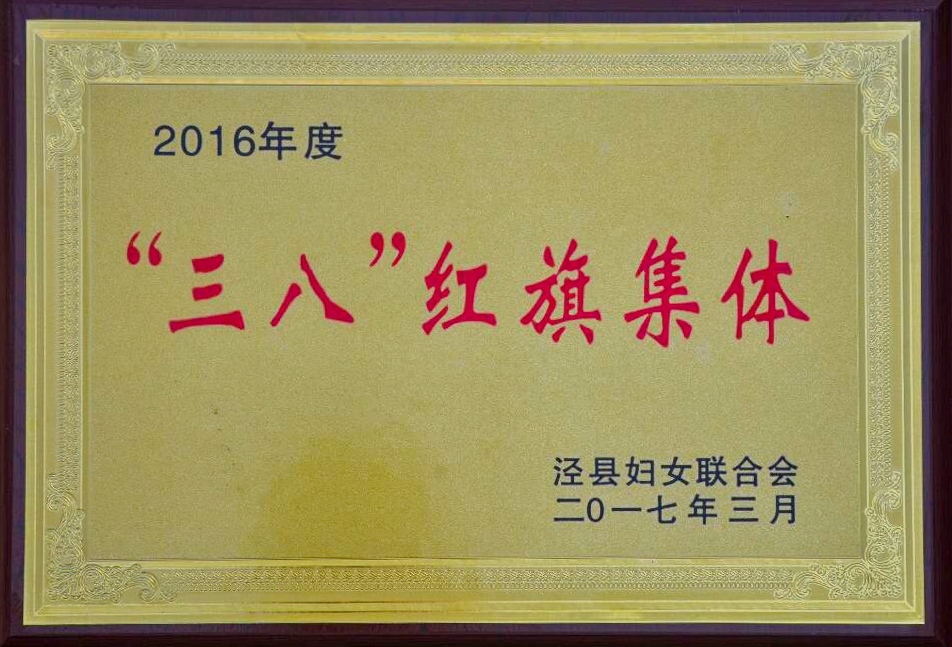 2016年度
“三八”红旗集体
泾县妇女联合会
二0一七年三月